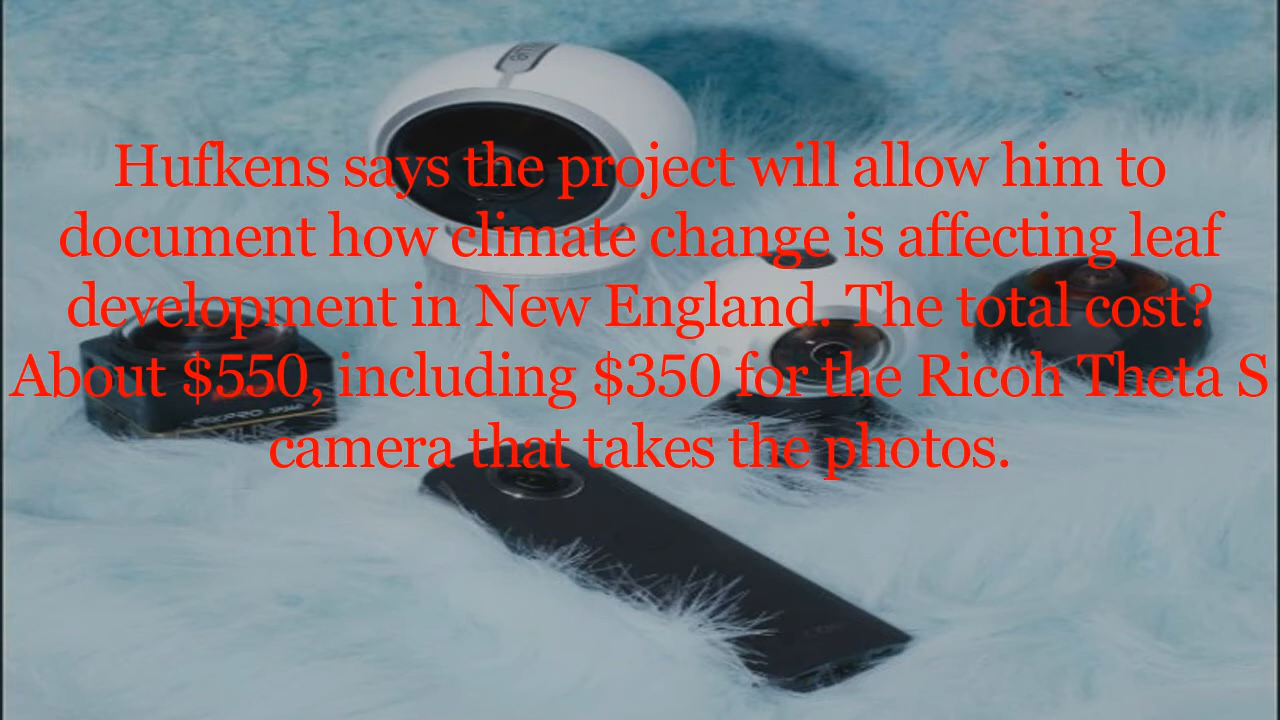 Hufkens says the project will allow him to
document how climate change is affecting leaf
development in New England. The total cost?
About $550, including $350 for the Ricoh Theta S
camera that takes the photos.